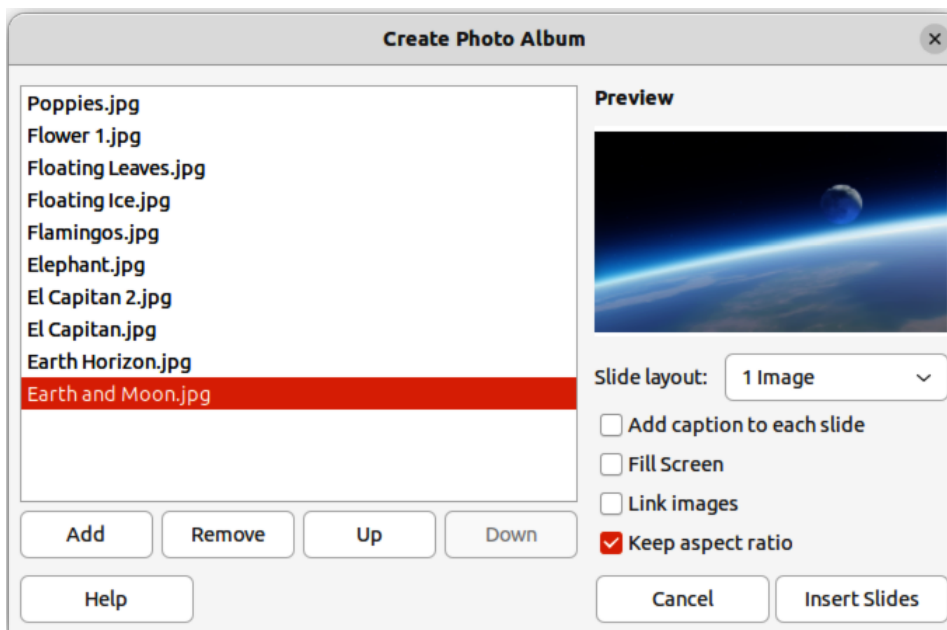 Create Photo Album
Poppies.jpg
Flower 1.jpg
Floating Leaves.jpg
Floating Ice.jpg
Flamingos.jpg
Elephant.jpg
El Capitan 2.jpg
El Capitan.jpg
Earth Horizon.jpg
Earth and Moon.jpg
Add Remove Up Down
Help
Preview
Slide layout: 1 Image
Add caption to each slide
Fill Screen
Link images
Keep aspect ratio
Cancel Insert Slides